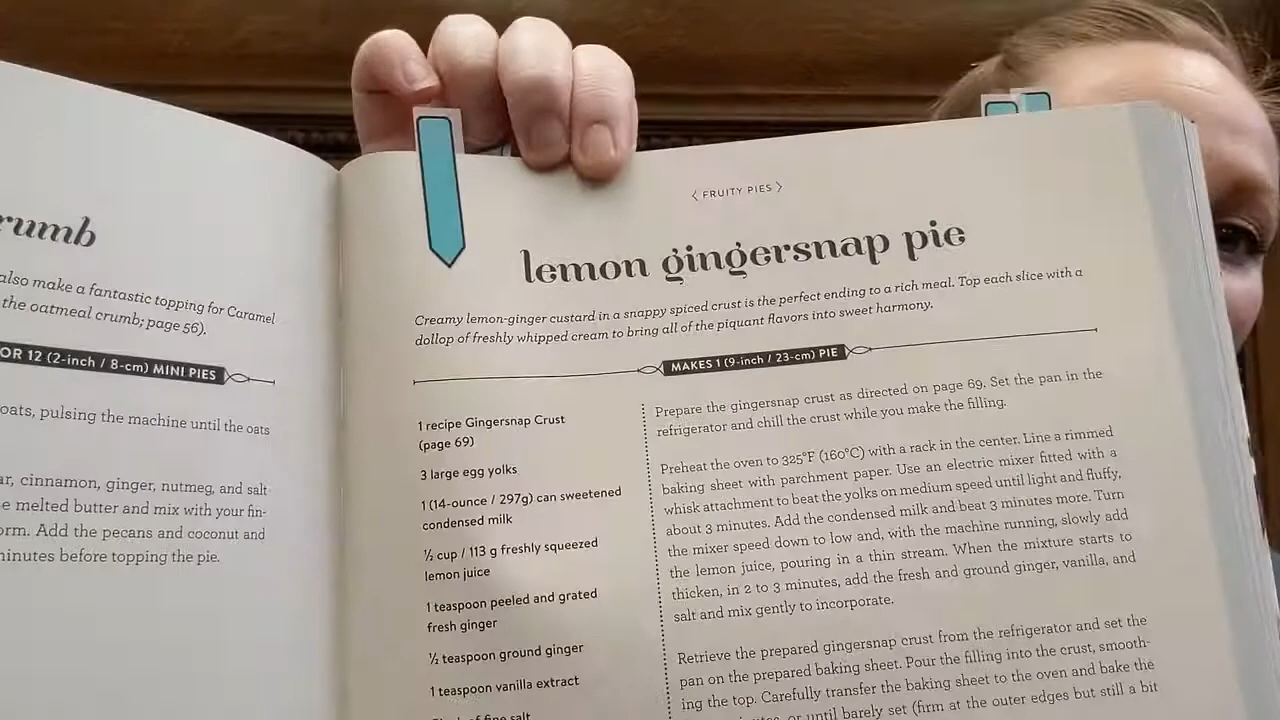 rumb
also make a fantastic topping for Caramel
the oatmeal crumb; page 56).
OR 12 (2-inch / 8-cm) MINI PIES
oats, pulsing the machine until the oats
ar, cinnamon, ginger, nutmeg, and salt
e melted butter and mix with your fin-
orm. Add the pecans and coconut and
minutes before topping the pie.
〈 FRUITY PIES 〉
lemon gingersnap pie
Creamy lemon-ginger custard in a snappy spiced crust is the perfect ending to a rich meal. Top each slice with a
dollop of freshly whipped cream to bring all of the piquant flavors into sweet harmony.
MAKES 1 (9-inch / 23-cm) PIE
1 recipe Gingersnap Crust
(page 69)
3 large egg yolks
1 (14-ounce / 297g) can sweetened
condensed milk
½ cup / 113 g freshly squeezed
lemon juice
1 teaspoon peeled and grated
fresh ginger
½ teaspoon ground ginger
1 teaspoon vanilla extract
of fine salt
Prepare the gingersnap crust as directed on page 69. Set the pan in the
refrigerator and chill the crust while you make the filling.
Preheat the oven to 325°F (160°C) with a rack in the center. Line a rimmed
baking sheet with parchment paper. Use an electric mixer fitted with a
whisk attachment to beat the yolks on medium speed until light and fluffy,
about 3 minutes. Add the condensed milk and beat 3 minutes more. Turn
the mixer speed down to low and, with the machine running, slowly add
the lemon juice, pouring in a thin stream. When the mixture starts to
thicken, in 2 to 3 minutes, add the fresh and ground ginger, vanilla, and
salt and mix gently to incorporate.
Retrieve the prepared gingersnap crust from the refrigerator and set the
pan on the prepared baking sheet. Pour the filling into the crust, smooth-
ing the top. Carefully transfer the baking sheet to the oven and bake the
or until barely set (firm at the outer edges but still a bit